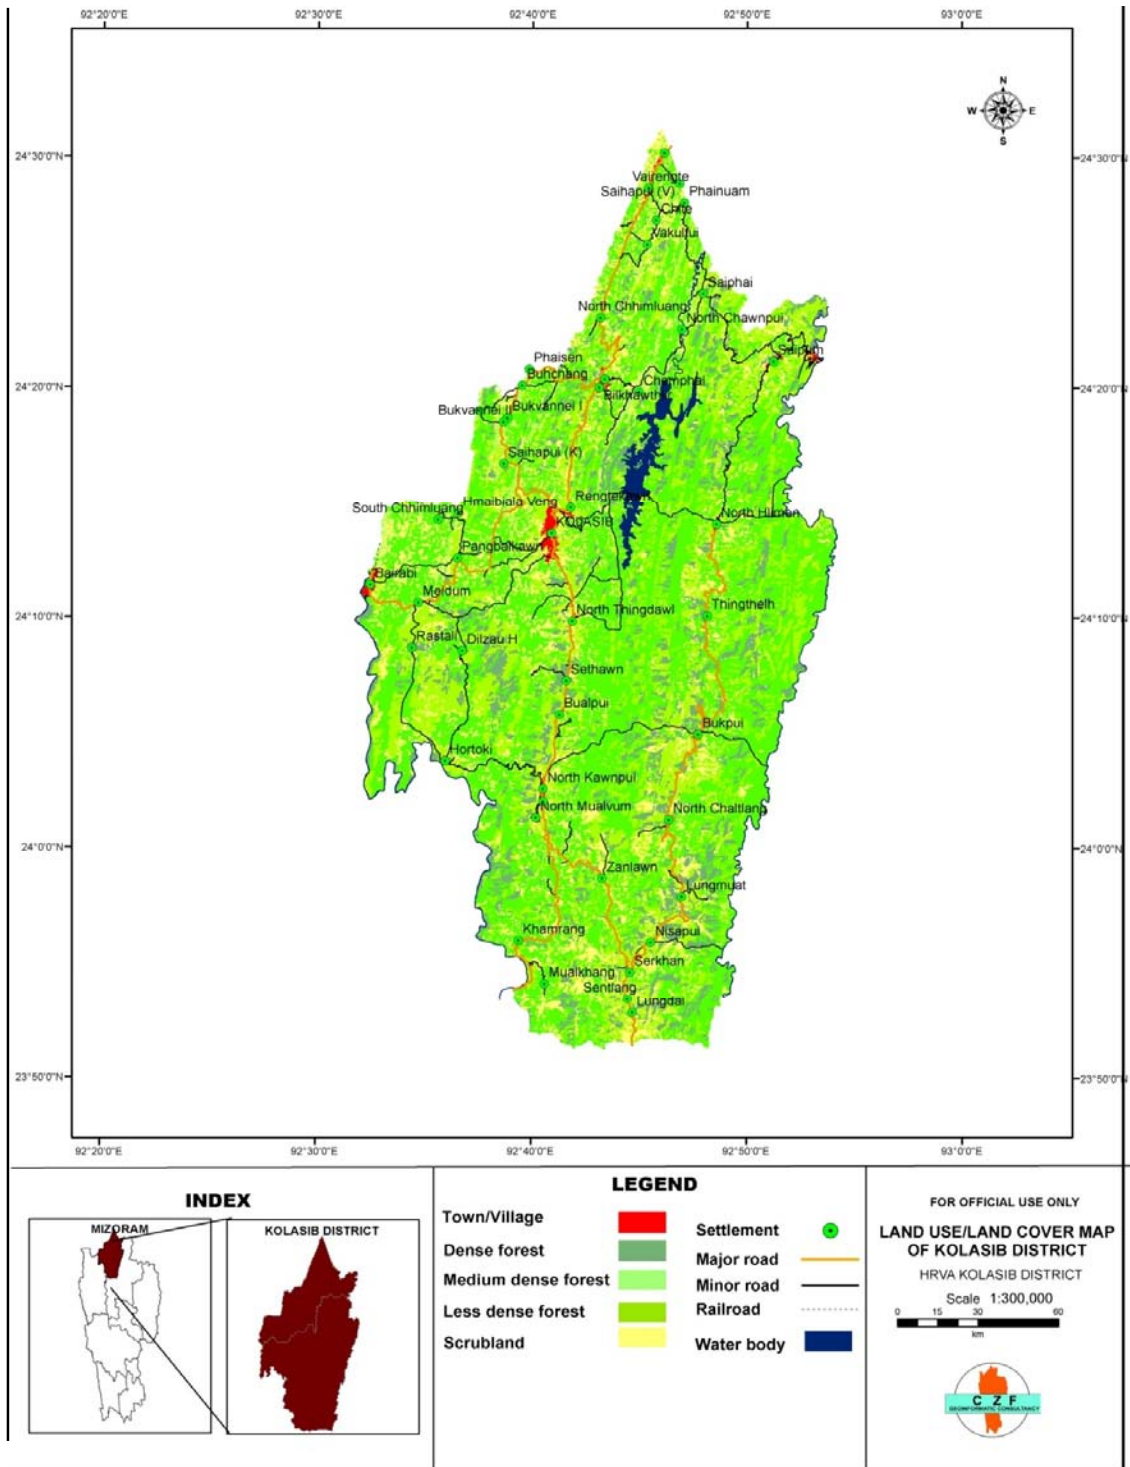 92°20'0"E 92°30'0"E 92°40'0"E 92°50'0"E 93°0'0"E
N
W E
S
24°30'0"N 24°30'0"N
Vairengte
Saihapui (V) Phainuam
Chite
Vakultui
Saiphai
North Chhimluang
North Chawnpui
Saipum
Phaisen
Buhchang Chemphai
24°20'0"N 24°20'0"N
Bilkhawthlir
Bukvannei II Bukvannei I
Saihapui (K)
Hmaibiala Veng Rengtekawn
South Chhimluang
KOLASIB North Hlimen
Pangbalkawn
Bairabi
Meidum
24°10'0"N 24°10'0"N
North Thingdawl Thingthelh
Rastali Dilzau H
Sethawn
Bualpui
Bukpui
Hortoki
North Kawnpui
North Mualvum North Chaltlang
24°0'0"N 24°0'0"N
Zanlawn
Lungmuat
Khamrang Nisapui
Serkhan
Mualkhang
Sentlang
Lungdai
23°50'0"N 23°50'0"N
92°20'0"E 92°30'0"E 92°40'0"E 92°50'0"E 93°0'0"E
INDEX
MIZORAM
KOLASIB DISTRICT
LEGEND
Town/Village
Dense forest
Medium dense forest
Less dense forest
Scrubland
Settlement
Major road
Minor road
Railroad
Water body
FOR OFFICIAL USE ONLY
LAND USE/LAND COVER MAP
OF KOLASIB DISTRICT
HRVA KOLASIB DISTRICT
Scale 1:300,000
0 15 30 60
km
C Z F
GEOINFORMATIC CONSULTANCY